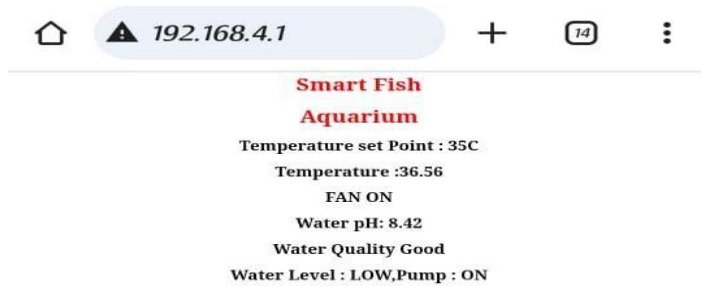 192.168.4.1
14
Smart Fish
Aquarium
Temperature set Point : 35C
Temperature :36.56
FAN ON
Water pH: 8.42
Water Quality Good
Water Level : LOW,Pump : ON